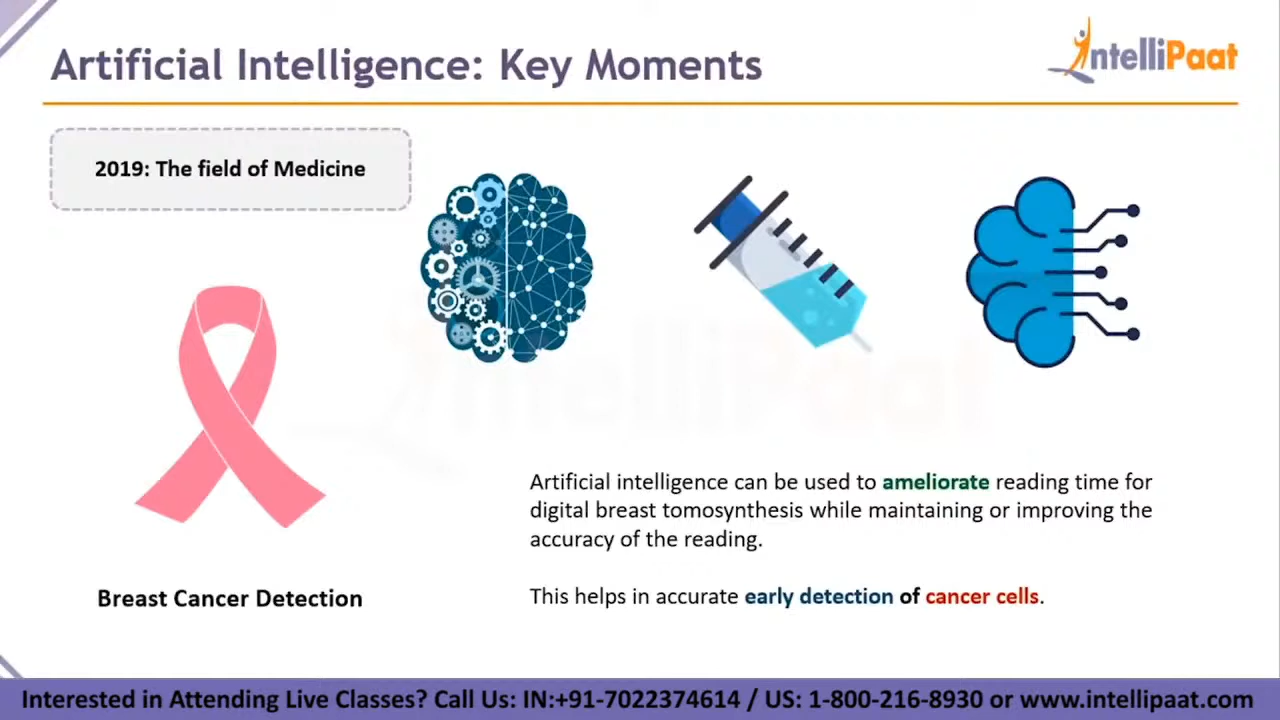 Artificial Intelligence: Key Moments
IntelliPaat
2019: The field of Medicine
Artificial intelligence can be used to ameliorate reading time for
digital breast tomosynthesis while maintaining or improving the
accuracy of the reading.
Breast Cancer Detection
This helps in accurate early detection of cancer cells.
Interested in Attending Live Classes? Call Us: IN:+91-7022374614 / US: 1-800-216-8930 or www.intellipaat.com